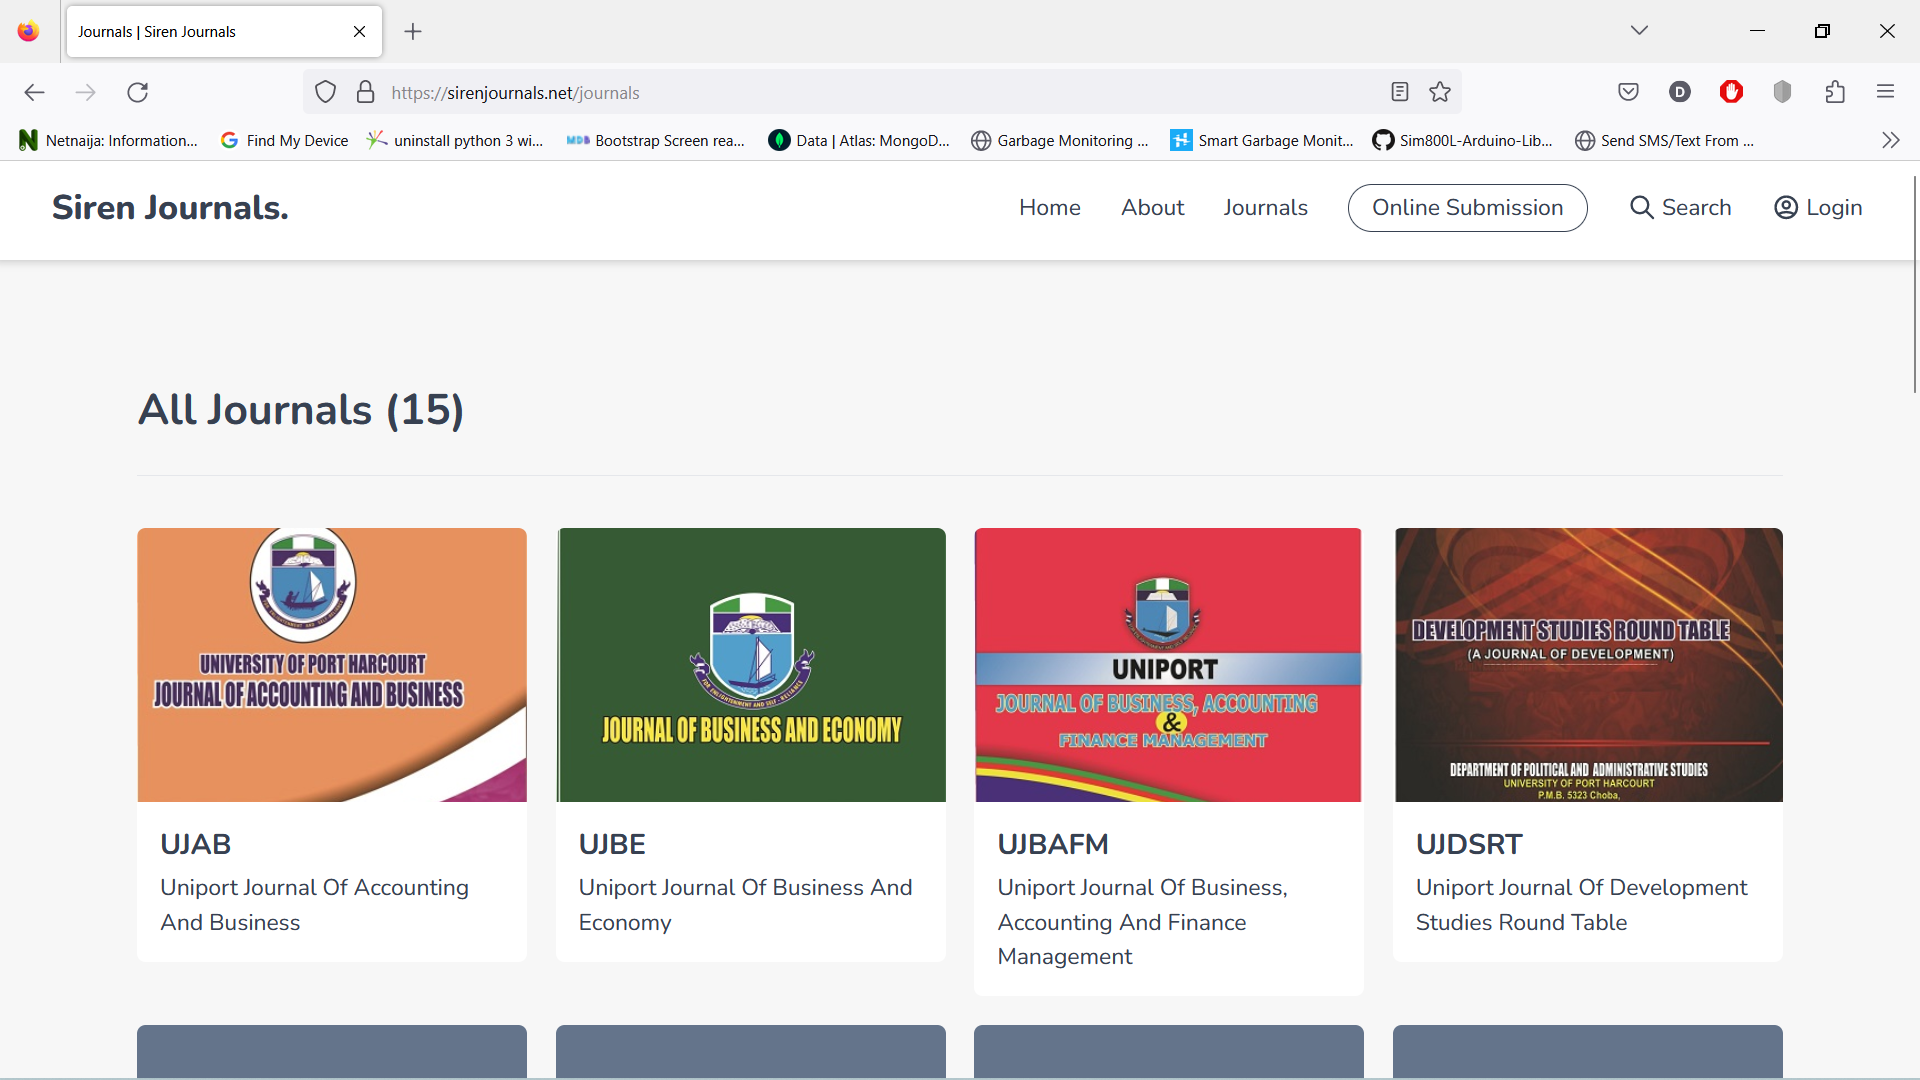 Journals | Siren Journals
https://sirenjournals.net/journals
D
Netnaija: Information...
Find My Device
uninstall python 3 wi...
MDB Bootstrap Screen rea...
Data | Atlas: MongoD...
Garbage Monitoring ...
Smart Garbage Monit...
Sim800L-Arduino-Lib...
Send SMS/Text From ...
Siren Journals.
Home
About
Journals
Online Submission
Search
Login
All Journals (15)
UNIVERSITY OF PORT HARCOURT
JOURNAL OF ACCOUNTING AND BUSINESS
UJAB
Uniport Journal Of Accounting
And Business
FOR ENLIGHTENMENT AND SELF - RELIANCE
JOURNAL OF BUSINESS AND ECONOMY
UJBE
Uniport Journal Of Business And
Economy
UNIPORT
JOURNAL OF BUSINESS, ACCOUNTING
&
FINANCE MANAGEMENT
UJBAFM
Uniport Journal Of Business,
Accounting And Finance
Management
DEVELOPMENT STUDIES ROUND TABLE
(A JOURNAL OF DEVELOPMENT)
DEPARTMENT OF POLITICAL AND ADMINISTRATIVE STUDIES
UNIVERSITY OF PORT HARCOURT
P.M.B. 5323 Choba,
UJDSRT
Uniport Journal Of Development
Studies Round Table